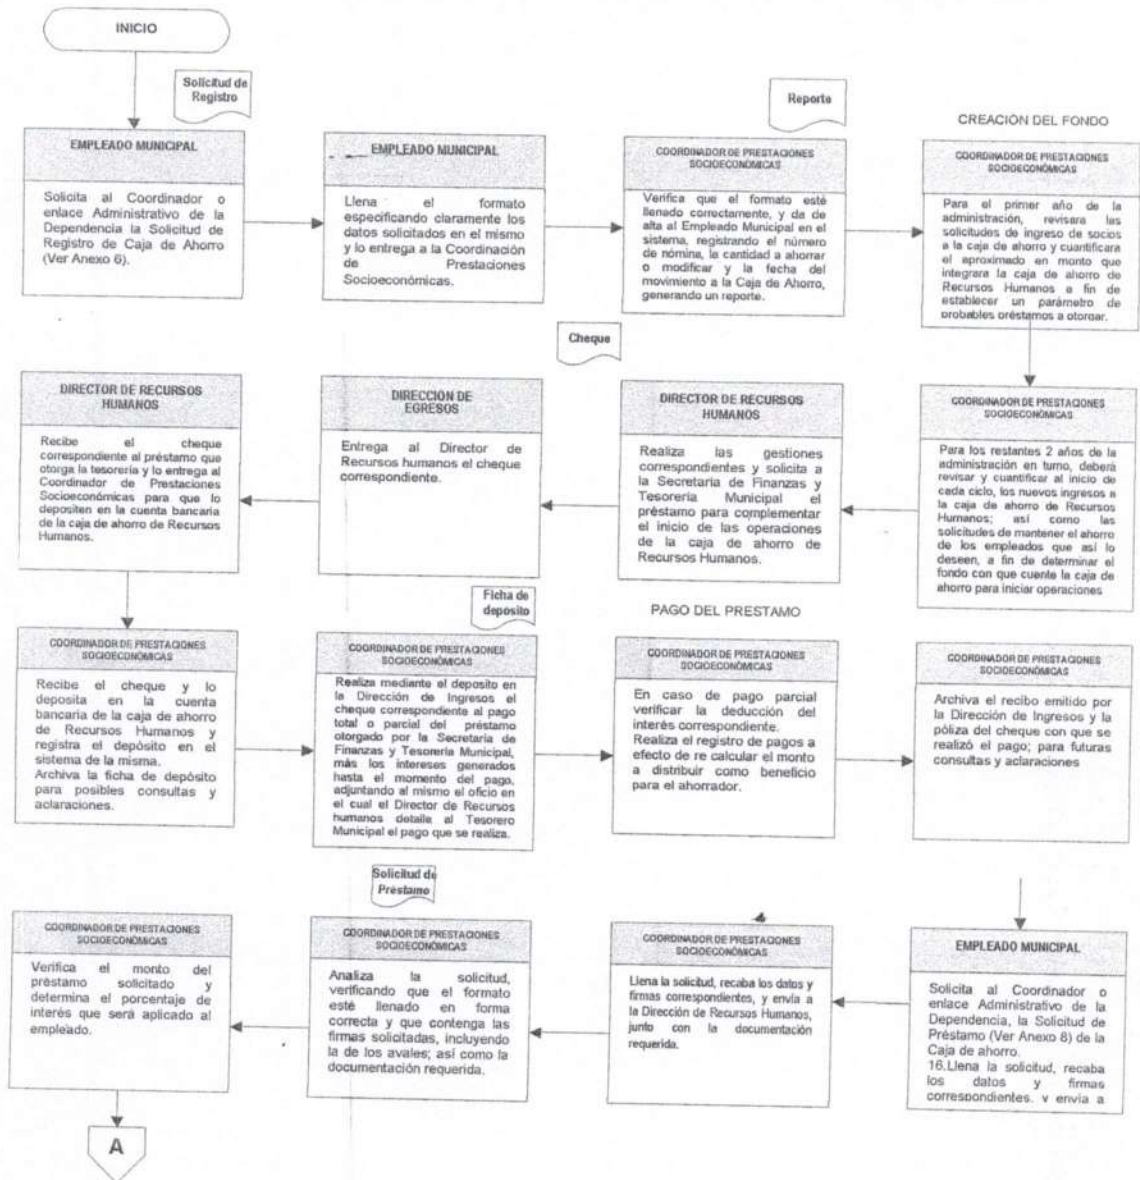 INICIO
Solicitud de
Registro
EMPLEADO MUNICIPAL
Solicita al Coordinador o
enlace Administrativo de la
Dependencia la Solicitud de
Registro de Caja de Ahorro
(Ver Anexo 6).
EMPLEADO MUNICIPAL
Llena el formato
especificando claramente los
datos solicitados en el mismo
y lo entrega a la Coordinación
de Prestaciones
Socioeconómicas.
Reporte
COORDINADOR DE PRESTACIONES
SOCIOECONÓMICAS
Verifica que el formato esté
llenado correctamente, y da de
alta al Empleado Municipal en el
sistema, registrando el número
de nómina, la cantidad a ahorrar
o modificar y la fecha del
movimiento a la Caja de Ahorro,
generando un reporte.
CREACIÓN DEL FONDO
COORDINADOR DE PRESTACIONES
SOCIOECONÓMICAS
Para el primer año de la
administración, revisara las
solicitudes de ingreso de socios
a la caja de ahorro y cuantificara
el aproximado en monto que
integrara la caja de ahorro de
Recursos Humanos a fin de
establecer un parámetro de
probables préstamos a otorgar.
Cheque
DIRECTOR DE RECURSOS
HUMANOS
Recibe el cheque
correspondiente al préstamo que
otorga la tesorería y lo entrega al
Coordinador de Prestaciones
Socioeconómicas para que lo
depositen en la cuenta bancaria
de la caja de ahorro de Recursos
Humanos.
DIRECCIÓN DE
EGRESOS
Entrega al Director de
Recursos humanos el cheque
correspondiente.
DIRECTOR DE RECURSOS
HUMANOS
Realiza las gestiones
correspondientes y solicita a
la Secretaria de Finanzas y
Tesorería Municipal el
préstamo para complementar
el inicio de las operaciones
de la caja de ahorro de
Recursos Humanos.
COORDINADOR DE PRESTACIONES
SOCIOECONÓMICAS
Para los restantes 2 años de la
administración en turno, deberá
revisar y cuantificar al inicio de
cada ciclo, los nuevos ingresos a
la caja de ahorro de Recursos
Humanos; así como las
solicitudes de mantener el ahorro
de los empleados que así lo
deseen, a fin de determinar el
fondo con que cuente la caja de
ahorro para iniciar operaciones
COORDINADOR DE PRESTACIONES
SOCIOECONÓMICAS
Recibe el cheque y lo
deposita en la cuenta
bancaria de la caja de ahorro
de Recursos Humanos y
registra el depósito en el
sistema de la misma.
Archiva la ficha de depósito
para posibles consultas y
aclaraciones.
Ficha de
deposito
COORDINADOR DE PRESTACIONES
SOCIOECONÓMICAS
Realiza mediante el deposito en
la Dirección de Ingresos el
cheque correspondiente al pago
total o parcial del préstamo
otorgado por la Secretaria de
Finanzas y Tesorería Municipal,
más los intereses generados
hasta el momento del pago,
adjuntando al mismo el oficio en
el cual el Director de Recursos
humanos detalle al Tesorero
Municipal el pago que se realiza.
PAGO DEL PRESTAMO
COORDINADOR DE PRESTACIONES
SOCIOECONÓMICAS
En caso de pago parcial
verificar la deducción del
interés correspondiente.
Realiza el registro de pagos a
efecto de re calcular el monto
a distribuir como beneficio
para el ahorrador.
COORDINADOR DE PRESTACIONES
SOCIOECONÓMICAS
Archiva el recibo emitido por
la Dirección de Ingresos y la
póliza del cheque con que se
realizó el pago; para futuras
consultas y aclaraciones
Solicitud de
Préstamo
COORDINADOR DE PRESTACIONES
SOCIOECONÓMICAS
Verifica el monto del
préstamo solicitado y
determina el porcentaje de
interés que será aplicado al
empleado.
COORDINADOR DE PRESTACIONES
SOCIOECONÓMICAS
Analiza la solicitud,
verificando que el formato
esté llenado en forma
correcta y que contenga las
firmas solicitadas, incluyendo
la de los avales; así como la
documentación requerida.
COORDINADOR DE PRESTACIONES
SOCIOECONÓMICAS
Llena la solicitud, recaba los datos y
firmas correspondientes, y envía a
la Dirección de Recursos Humanos,
junto con la documentación
requerida.
EMPLEADO MUNICIPAL
Solicita al Coordinador o
enlace Administrativo de la
Dependencia, la Solicitud de
Préstamo (Ver Anexo 8) de la
Caja de ahorro.
16.Llena la solicitud, recaba
los datos y firmas
correspondientes, y envía a
A